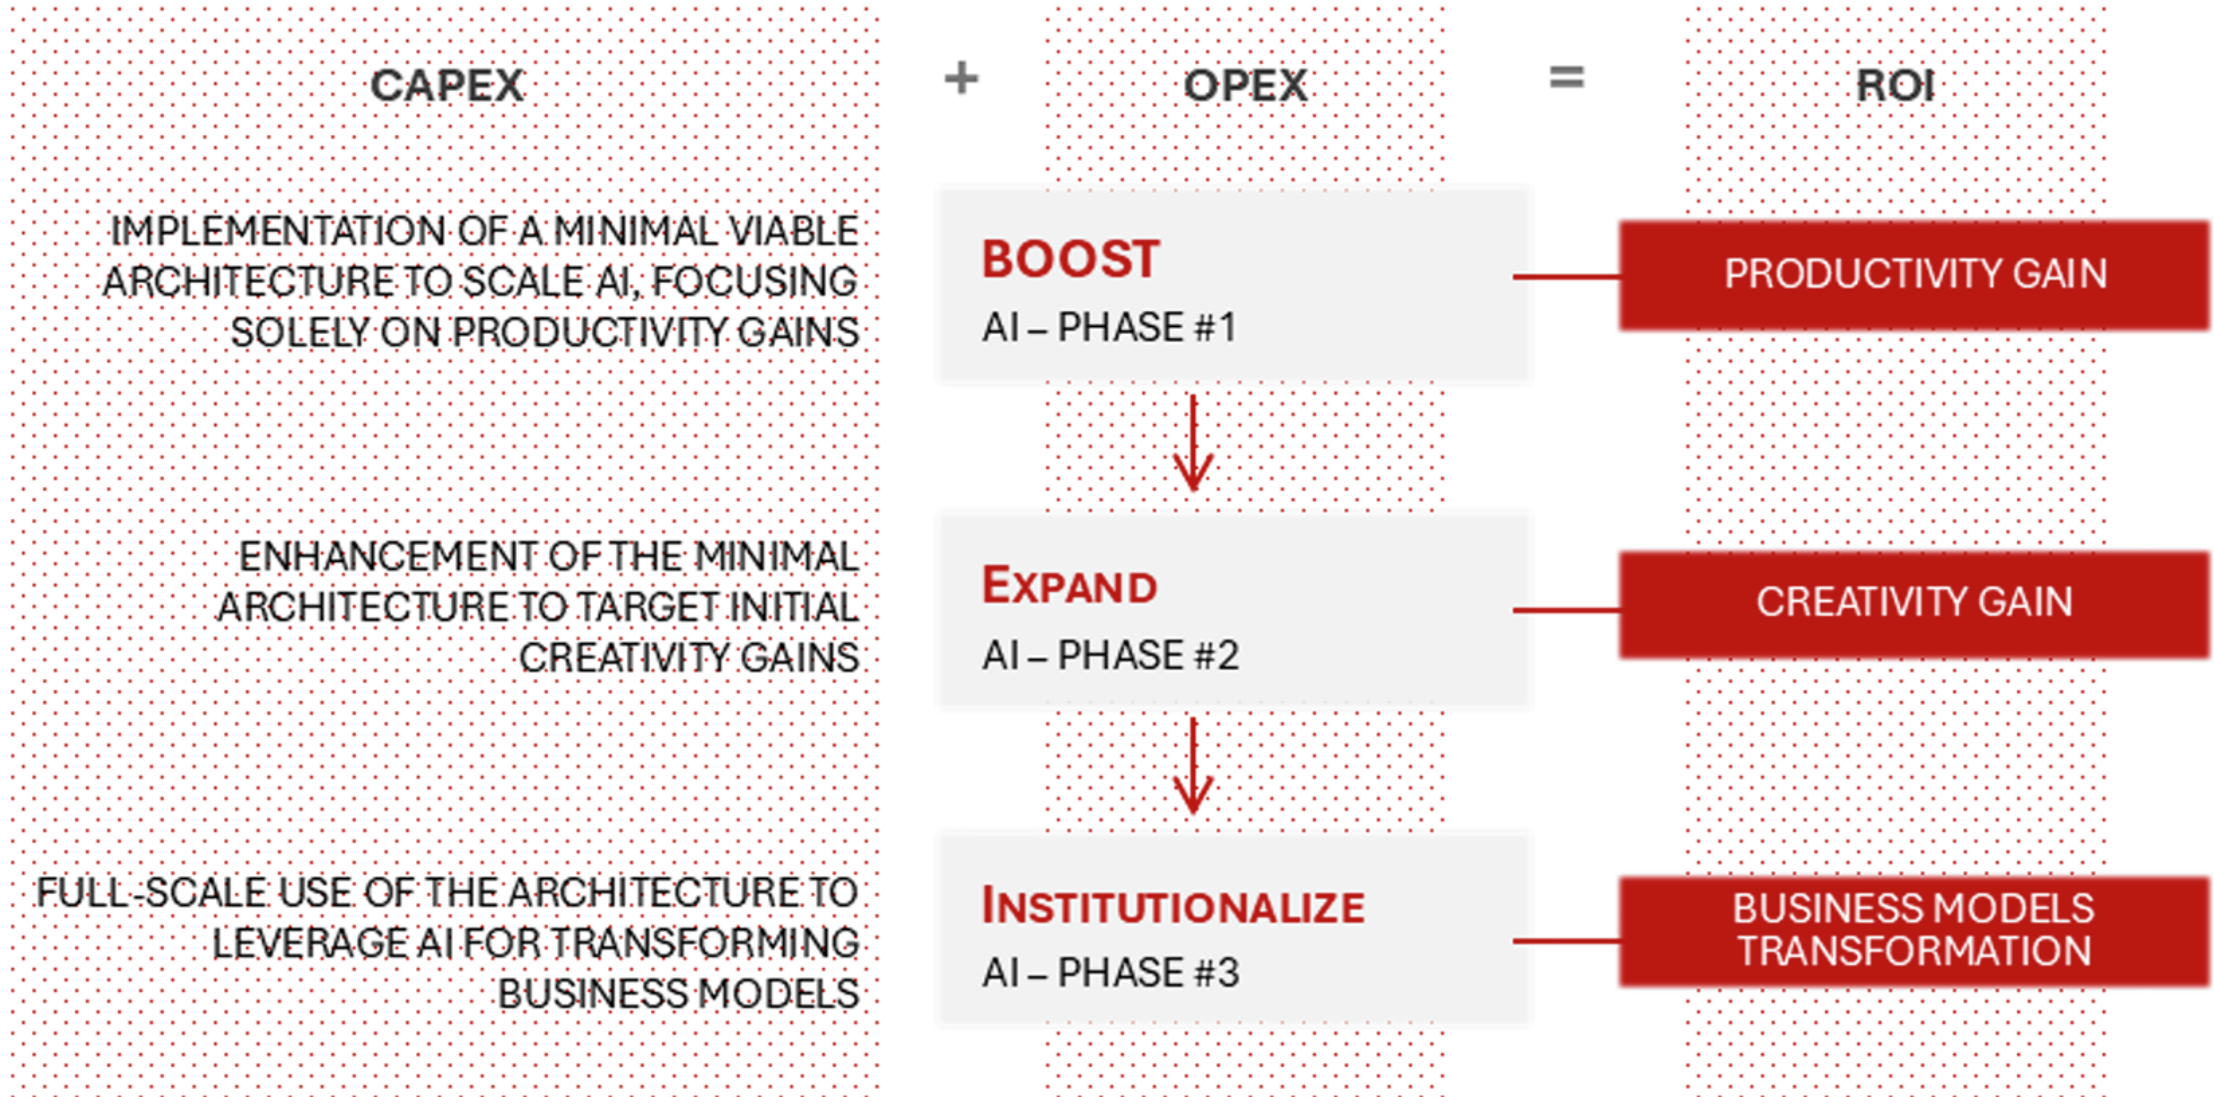 CAPEX + OPEX = ROI
IMPLEMENTATION OF A MINIMAL VIABLE
ARCHITECTURE TO SCALE AI, FOCUSING
SOLELY ON PRODUCTIVITY GAINS
BOOST
AI – PHASE #1
PRODUCTIVITY GAIN
ENHANCEMENT OF THE MINIMAL
ARCHITECTURE TO TARGET INITIAL
CREATIVITY GAINS
EXPAND
AI – PHASE #2
CREATIVITY GAIN
FULL-SCALE USE OF THE ARCHITECTURE TO
LEVERAGE AI FOR TRANSFORMING
BUSINESS MODELS
INSTITUTIONALIZE
AI – PHASE #3
BUSINESS MODELS
TRANSFORMATION